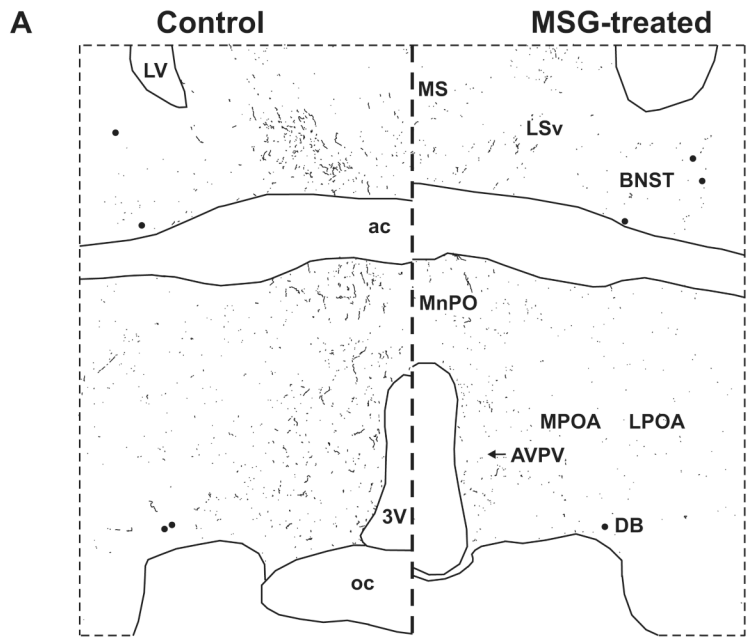 A
Control MSG-treated
LV
MS
LSv
BNST
ac
MnPO
MPOA LPOA
AVPV
3V
DB
oc